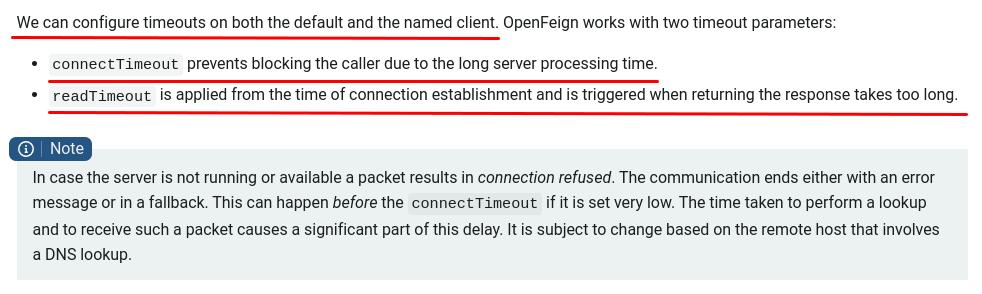 We can configure timeouts on both the default and the named client. OpenFeign works with two timeout parameters:
• connectTimeout prevents blocking the caller due to the long server processing time.
• readTimeout is applied from the time of connection establishment and is triggered when returning the response takes too long.
Note
In case the server is not running or available a packet results in connection refused. The communication ends either with an error
message or in a fallback. This can happen before the connectTimeout if it is set very low. The time taken to perform a lookup
and to receive such a packet causes a significant part of this delay. It is subject to change based on the remote host that involves
a DNS lookup.